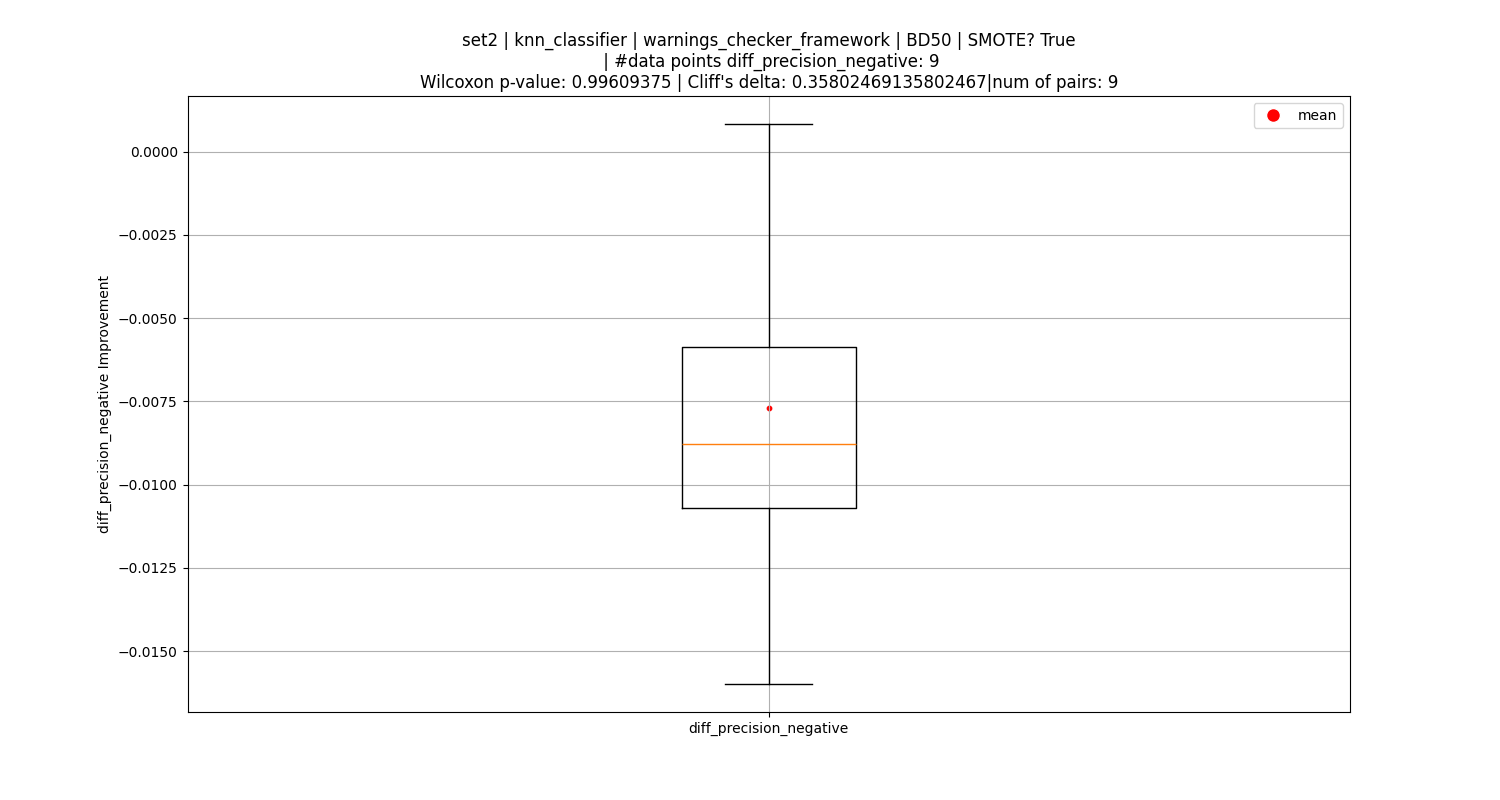 set2 | knn_classifier | warnings_checker_framework | BD50 | SMOTE? True
| #data points diff_precision_negative: 9
Wilcoxon p-value: 0.99609375 | Cliff's delta: 0.35802469135802467|num of pairs: 9
mean
0.0000
−0.0025
−0.0050
−0.0075
−0.0100
−0.0125
−0.0150
diff_precision_negative Improvement
diff_precision_negative